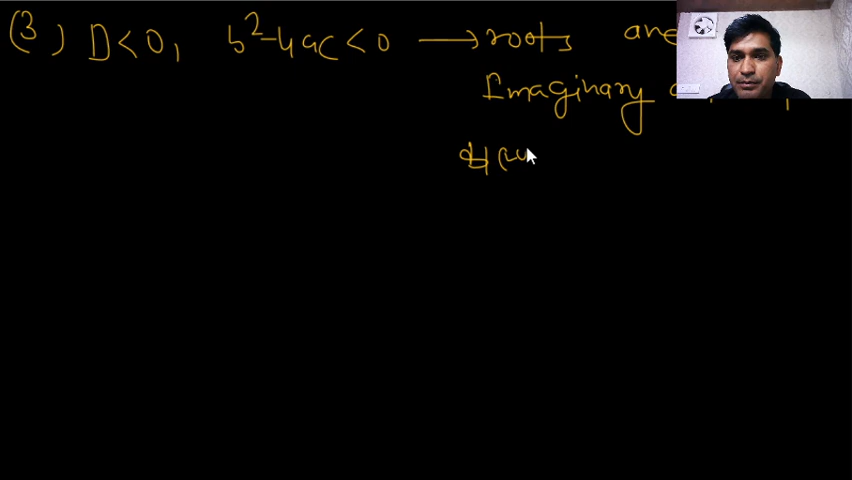 (3) D<0, b²-4ac<0 → roots are
Imaginary